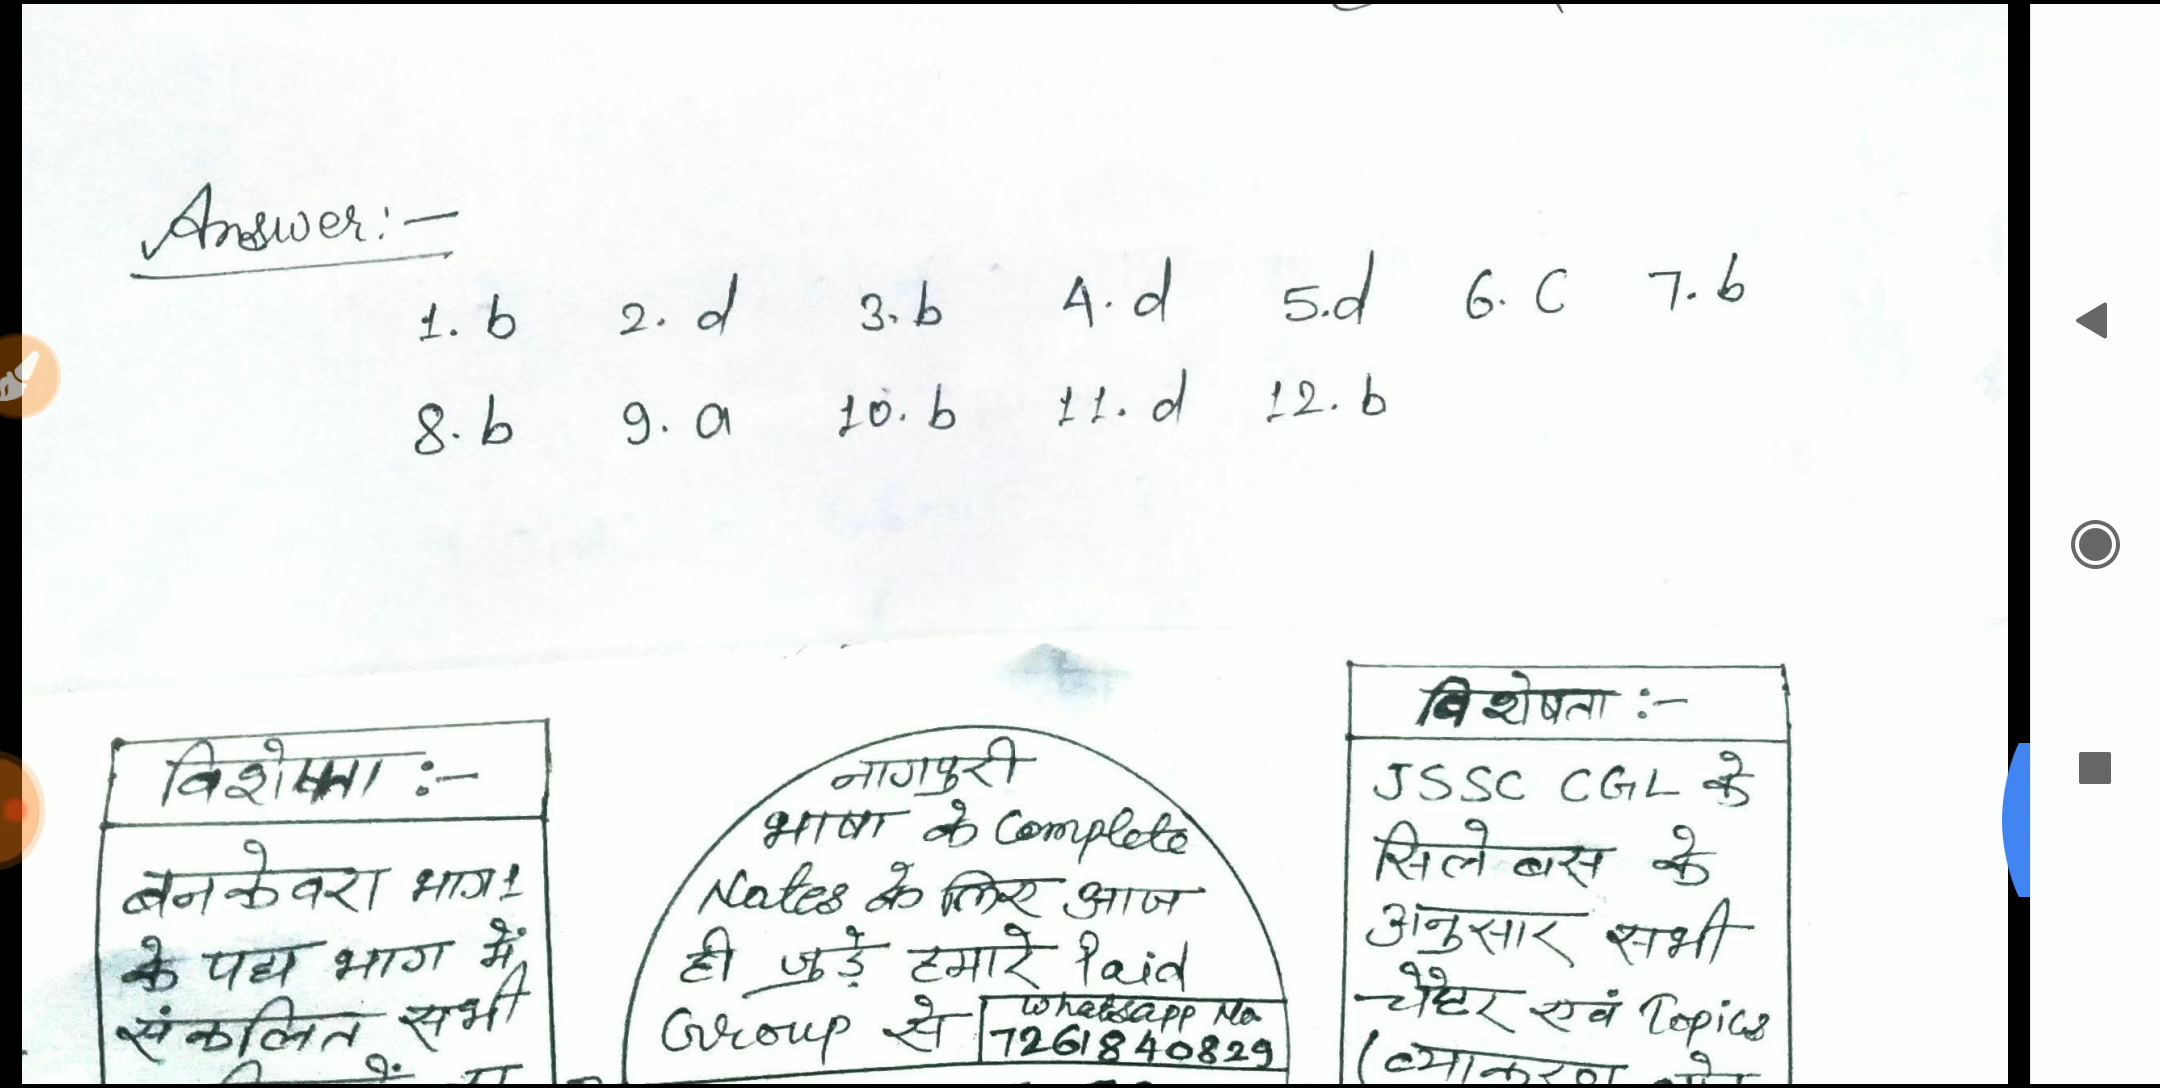 Answer:-
1. b 2. d 3. b 4. d 5. d 6. C 7. b
8. b 9. a 10. b 11. d 12. b
विशेषता :-
बनकेवरा भाग 1
के पद्य भाग में
संकलित सभी
नागपुरी
भाषा के Complete
Notes के लिए आज
ही जुड़े हमारे Paid
Group से
Whatsapp No
7261840829
विशेषता :-
JSSC CGL के
सिलेबस के
अनुसार सभी
चैप्टर एवं Topics
(व्याकरण